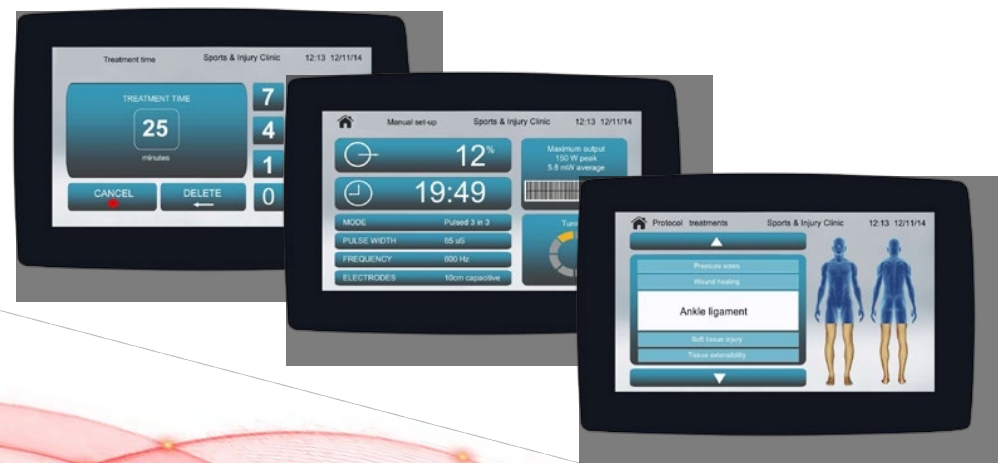 Treatment time Sports & Injury Clinic 12:13 12/11/14
TREATMENT TIME
25
minutes
CANCEL DELETE
7
4
1
0
Manual set-up Sports & Injury Clinic 12:13 12/11/14
12%
19:49
MODE Pulsed 3 in 3
PULSE WIDTH 65 uS
FREQUENCY 600 Hz
ELECTRODES 10cm capacitive
Maximum output
150 W peak
5.8 mW average
Protocol treatments Sports & Injury Clinic 12:13 12/11/14
Pressure sores
Wound healing
Ankle ligament
Soft tissue injury
Tissue extensibility